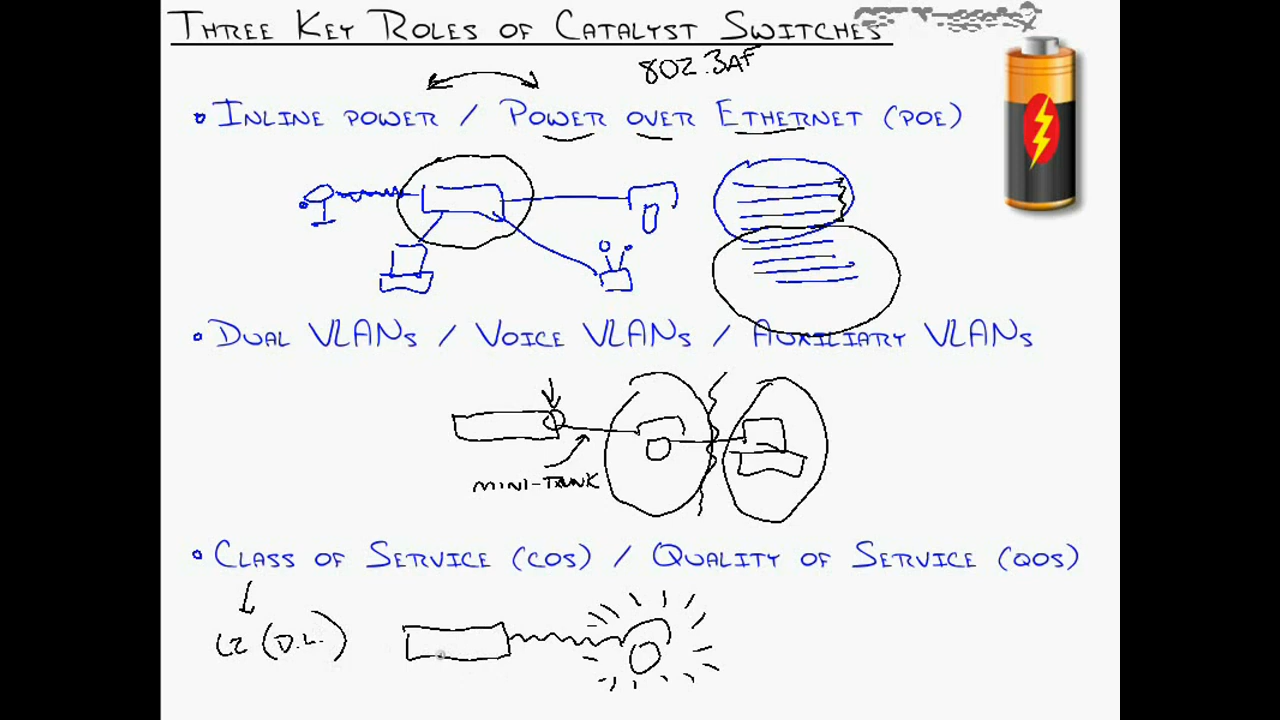 Three Key Roles of Catalyst Switches
802.3AF
• Inline power / Power over Ethernet (POE)
• Dual VLANs / Voice VLANs / Auxiliary VLANs
MINI-TRUNK
• Class of Service (COS) / Quality of Service (QOS)
L2 (D.L.)